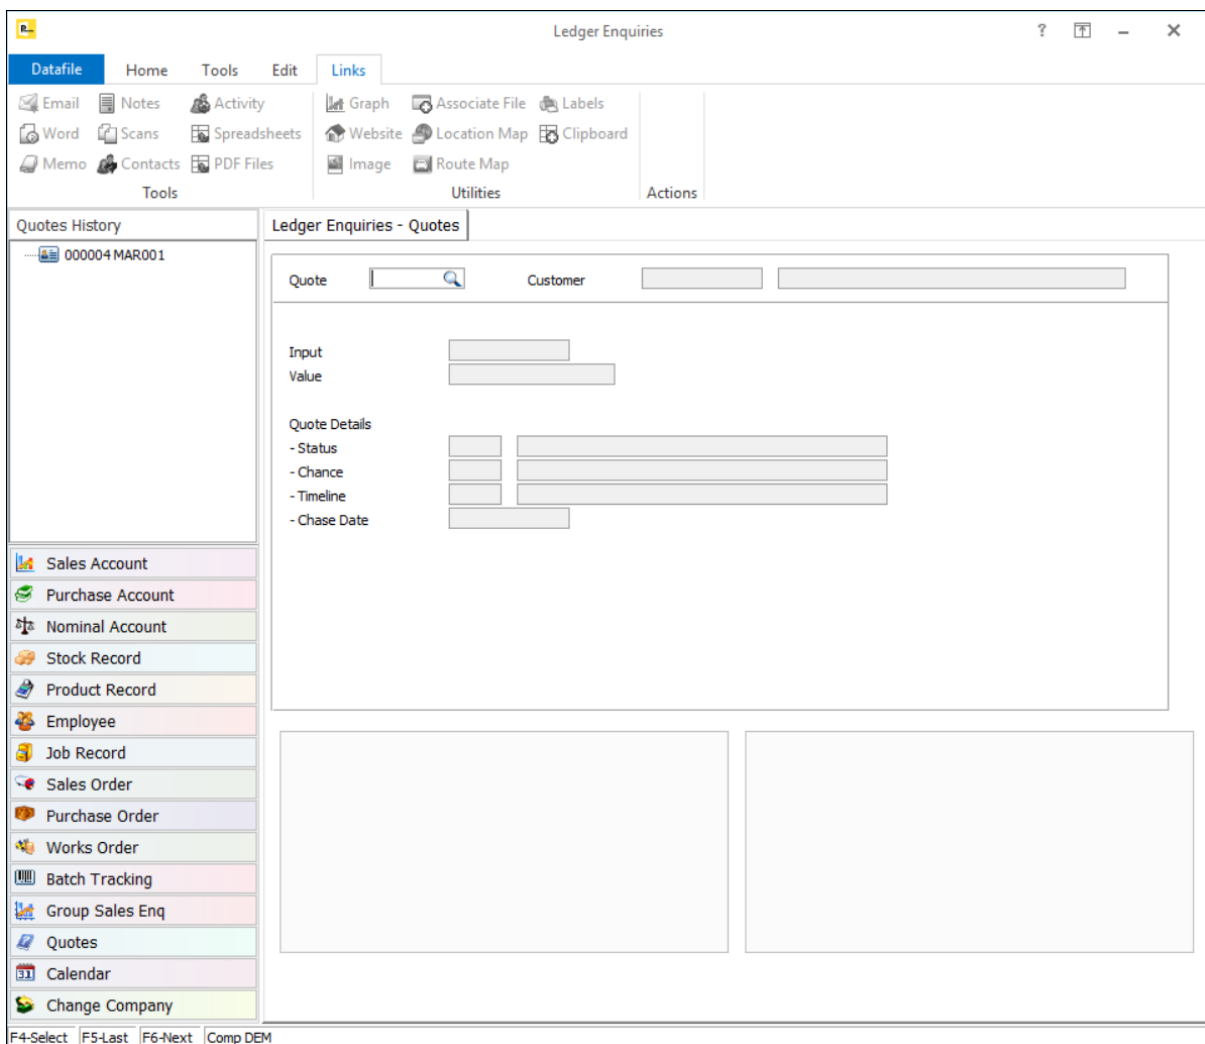 Ledger Enquiries
?
Datafile Home Tools Edit Links
Email Notes Activity Graph Associate File Labels
Word Scans Spreadsheets Website Location Map Clipboard
Memo Contacts PDF Files Image Route Map
Tools Utilities Actions
Quotes History
Ledger Enquiries - Quotes
000004 MAR001
Quote Customer
Input
Value
Quote Details
- Status
- Chance
- Timeline
- Chase Date
Sales Account
Purchase Account
Nominal Account
Stock Record
Product Record
Employee
Job Record
Sales Order
Purchase Order
Works Order
Batch Tracking
Group Sales Enq
Quotes
31 Calendar
Change Company
F4-Select F5-Last F6-Next Comp DEM